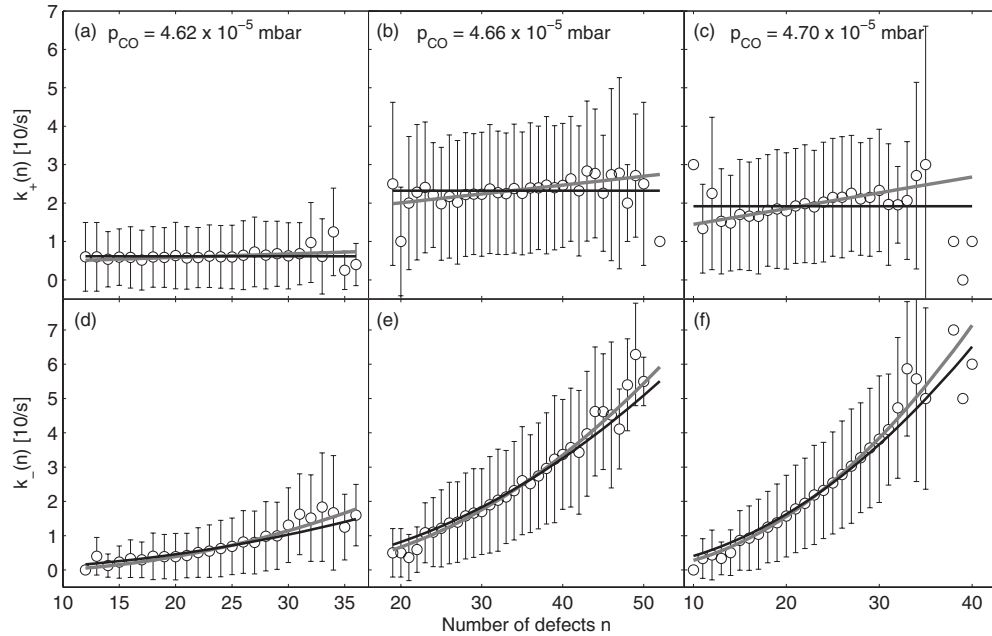 (a) p_CO = 4.62 x 10^−5 mbar
(b) p_CO = 4.66 x 10^−5 mbar
(c) p_CO = 4.70 x 10^−5 mbar
7
6
5
4
3
2
1
0
k_+(n) [10/s]
(d)
(e)
(f)
7
6
5
4
3
2
1
0
k_−(n) [10/s]
10 15 20 25 30 35
20 30 40 50
10 20 30 40
Number of defects n